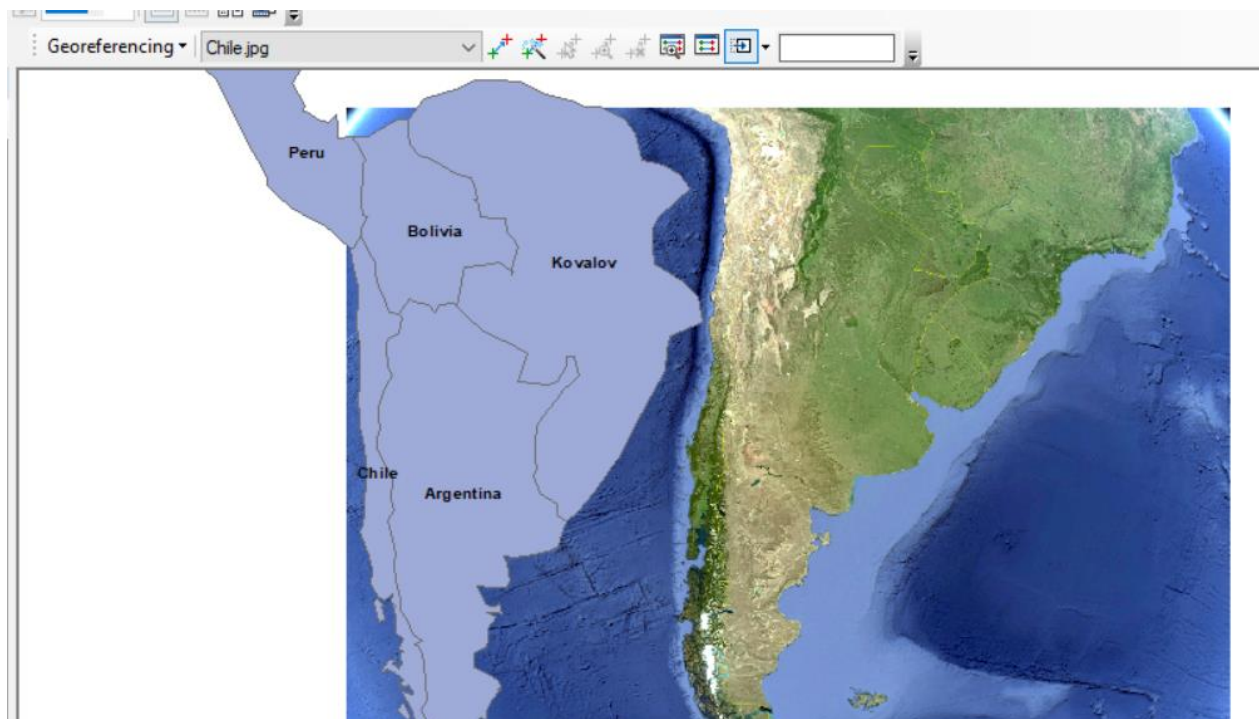 Georeferencing Chile.jpg
Peru
Bolivia
Kovalov
Chile
Argentina